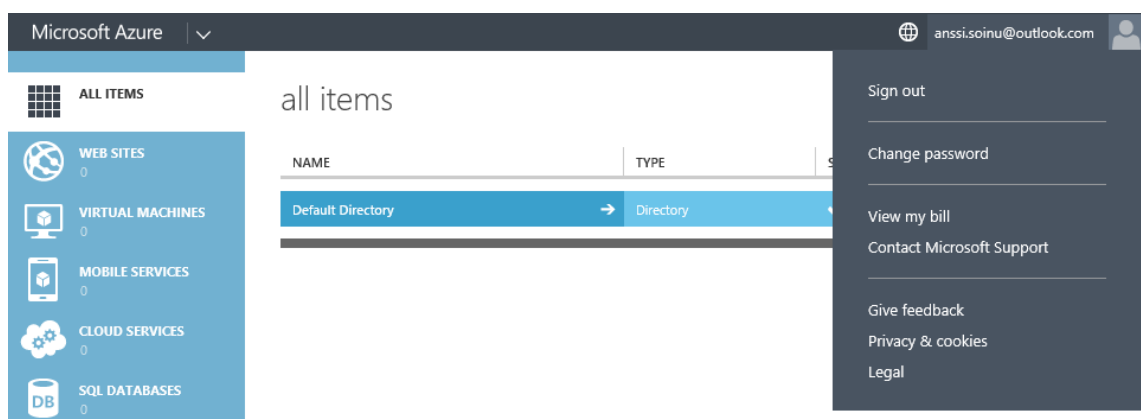 Microsoft Azure
anssi.soinu@outlook.com
ALL ITEMS
WEB SITES
0
VIRTUAL MACHINES
0
MOBILE SERVICES
0
CLOUD SERVICES
0
DB
SQL DATABASES
0
all items
NAME TYPE S
Default Directory Directory
Sign out
Change password
View my bill
Contact Microsoft Support
Give feedback
Privacy & cookies
Legal